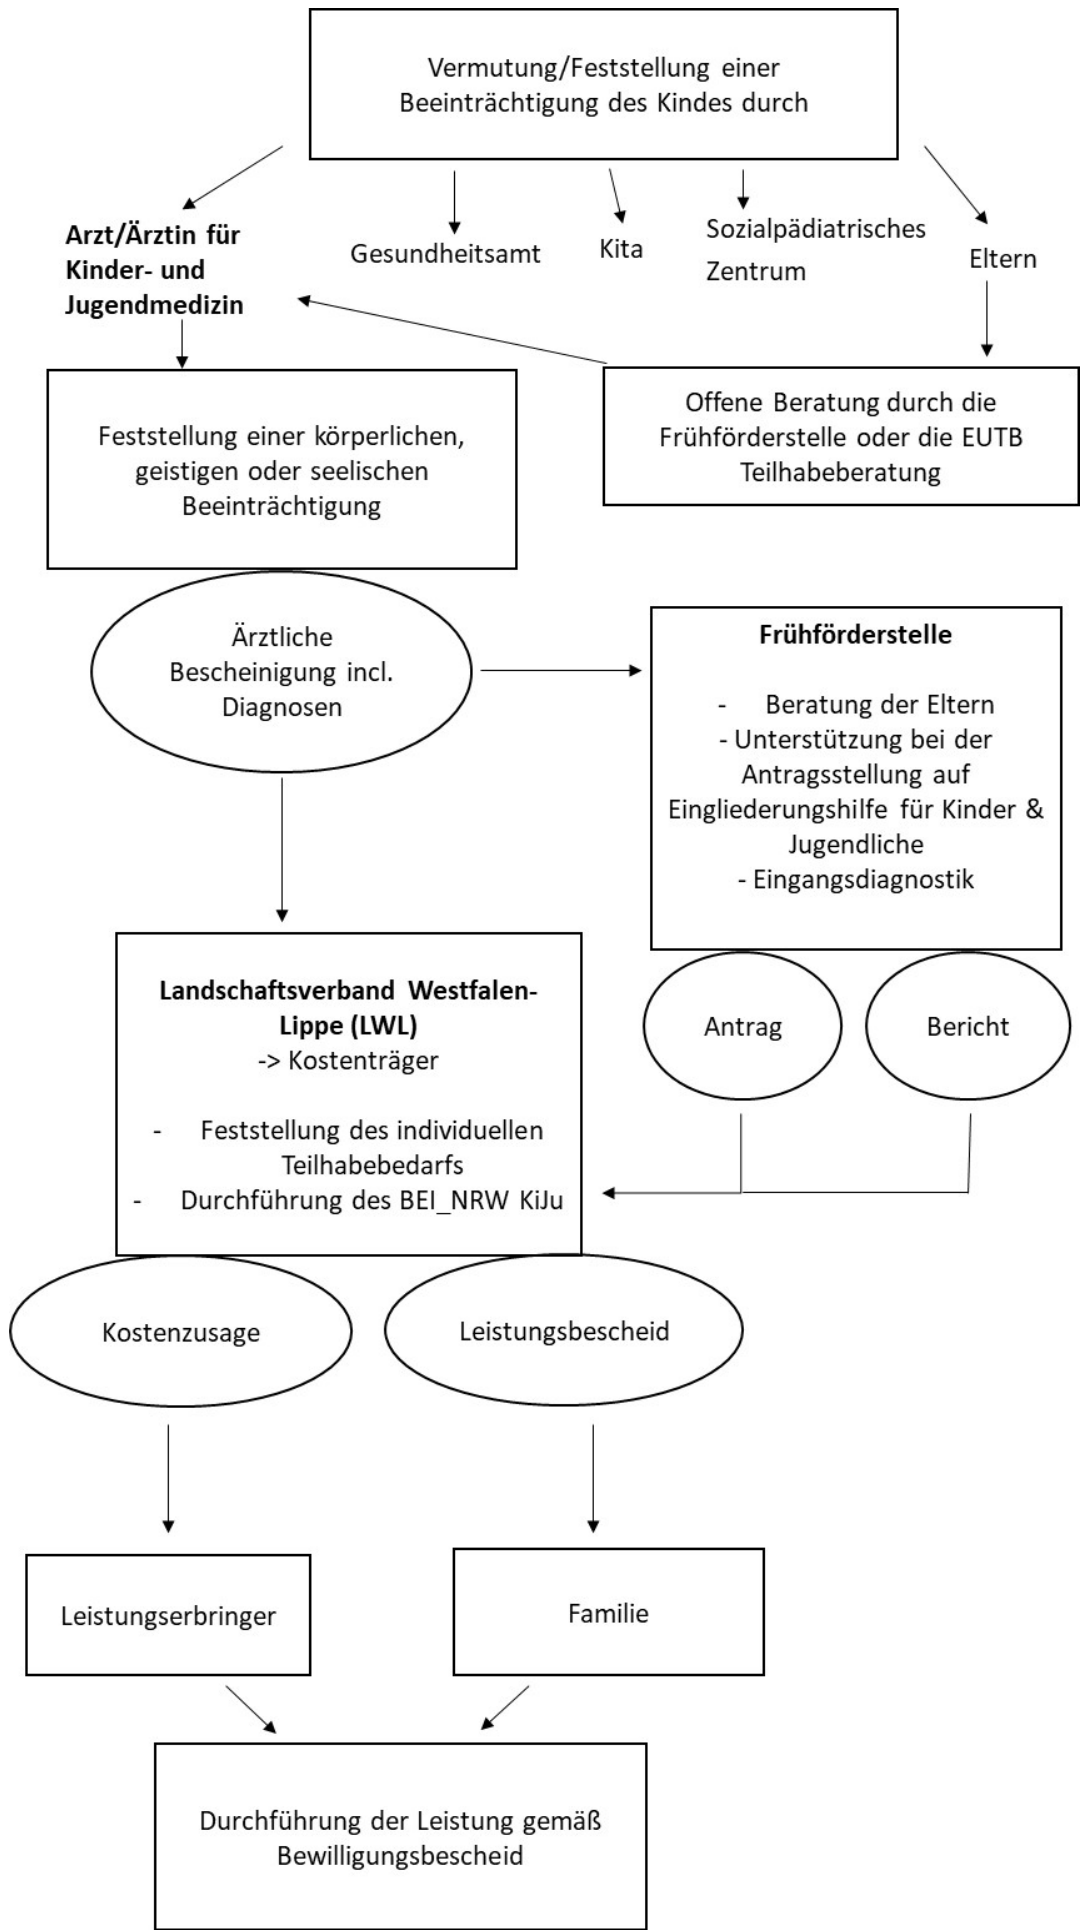 Vermutung/Feststellung einer
Beeinträchtigung des Kindes durch
Arzt/Ärztin für
Kinder- und
Jugendmedizin
Gesundheitsamt
Kita
Sozialpädiatrisches
Zentrum
Eltern
Feststellung einer körperlichen,
geistigen oder seelischen
Beeinträchtigung
Offene Beratung durch die
Frühförderstelle oder die EUTB
Teilhabeberatung
Ärztliche
Bescheinigung incl.
Diagnosen
Frühförderstelle
- Beratung der Eltern
- Unterstützung bei der
Antragsstellung auf
Eingliederungshilfe für Kinder &
Jugendliche
- Eingangsdiagnostik
Antrag
Bericht
Landschaftsverband Westfalen-
Lippe (LWL)
-> Kostenträger
- Feststellung des individuellen
Teilhabebedarfs
- Durchführung des BEI_NRW KiJu
Kostenzusage
Leistungsbescheid
Leistungserbringer
Familie
Durchführung der Leistung gemäß
Bewilligungsbescheid